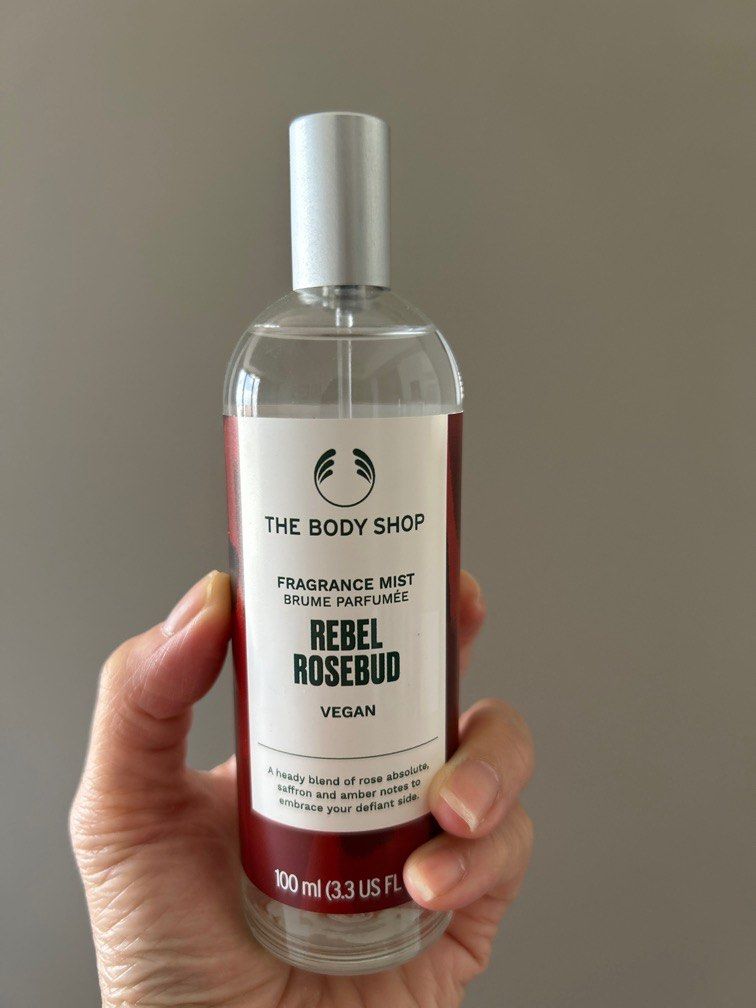 THE BODY SHOP
FRAGRANCE MIST
BRUME PARFUMÉE
REBEL
ROSEBUD
VEGAN
A heady blend of rose absolute,
saffron and amber notes to
embrace your defiant side.
100 ml (3.3 US FL